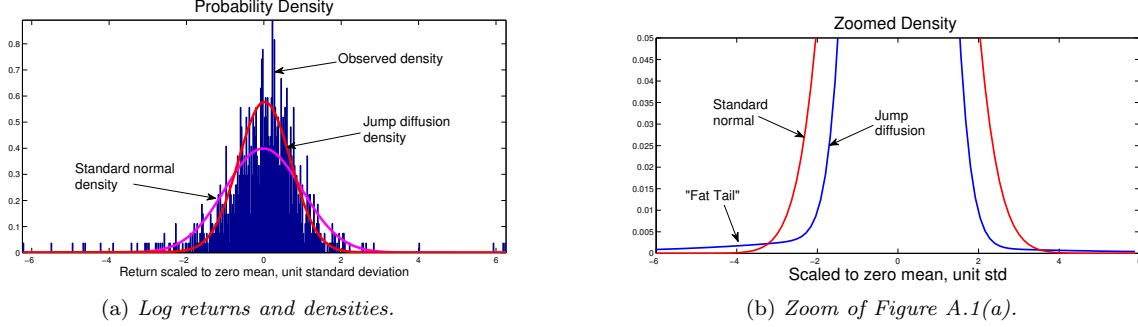 Probability Density
0.8
0.7
0.6
0.5
0.4
0.3
0.2
0.1
0
Observed density
Jump diffusion
density
Standard normal
density
-6 -4 -2 0 2 4 6
Return scaled to zero mean, unit standard deviation
(a) Log returns and densities.
Zoomed Density
0.05
0.045
0.04
0.035
0.03
0.025
0.02
0.015
0.01
0.005
0
Standard
normal
Jump
diffusion
"Fat Tail"
-6 -4 -2 0 2 4 6
Scaled to zero mean, unit std
(b) Zoom of Figure A.1(a).